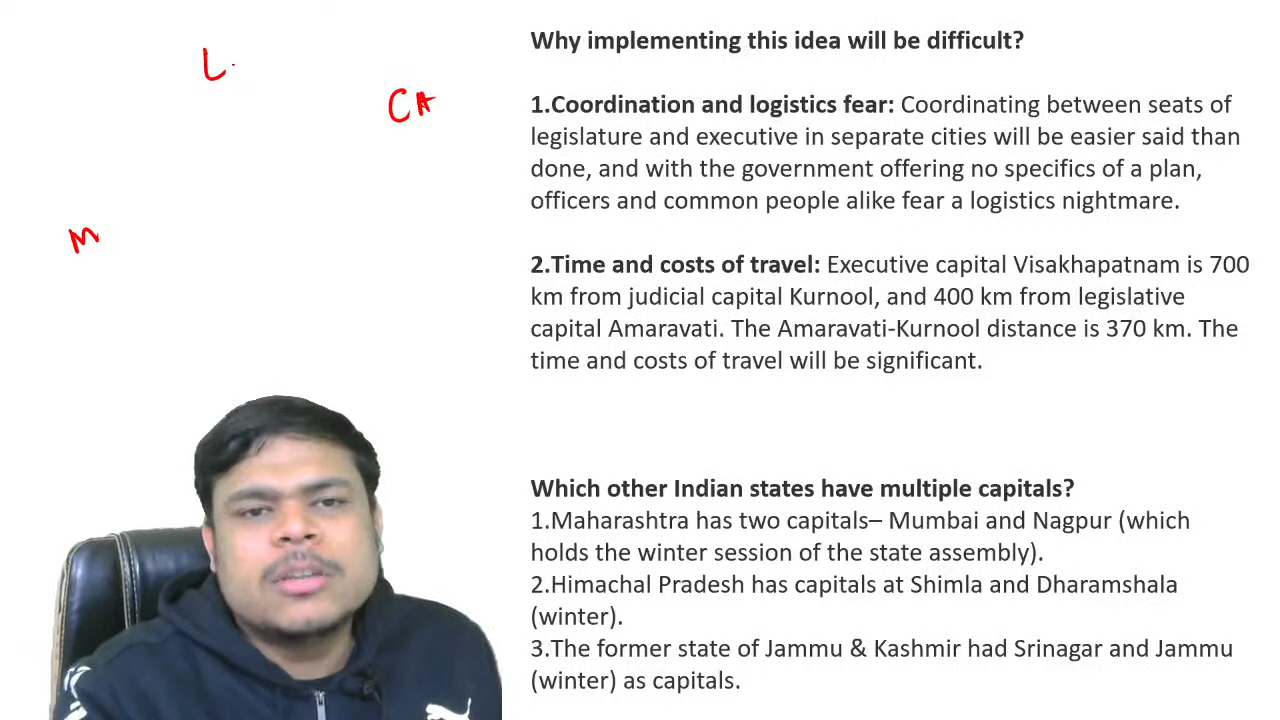 L.
CA
M
Why implementing this idea will be difficult?
1.Coordination and logistics fear: Coordinating between seats of
legislature and executive in separate cities will be easier said than
done, and with the government offering no specifics of a plan,
officers and common people alike fear a logistics nightmare.
2.Time and costs of travel: Executive capital Visakhapatnam is 700
km from judicial capital Kurnool, and 400 km from legislative
capital Amaravati. The Amaravati-Kurnool distance is 370 km. The
time and costs of travel will be significant.
Which other Indian states have multiple capitals?
1.Maharashtra has two capitals– Mumbai and Nagpur (which
holds the winter session of the state assembly).
2.Himachal Pradesh has capitals at Shimla and Dharamshala
(winter).
3.The former state of Jammu & Kashmir had Srinagar and Jammu
(winter) as capitals.